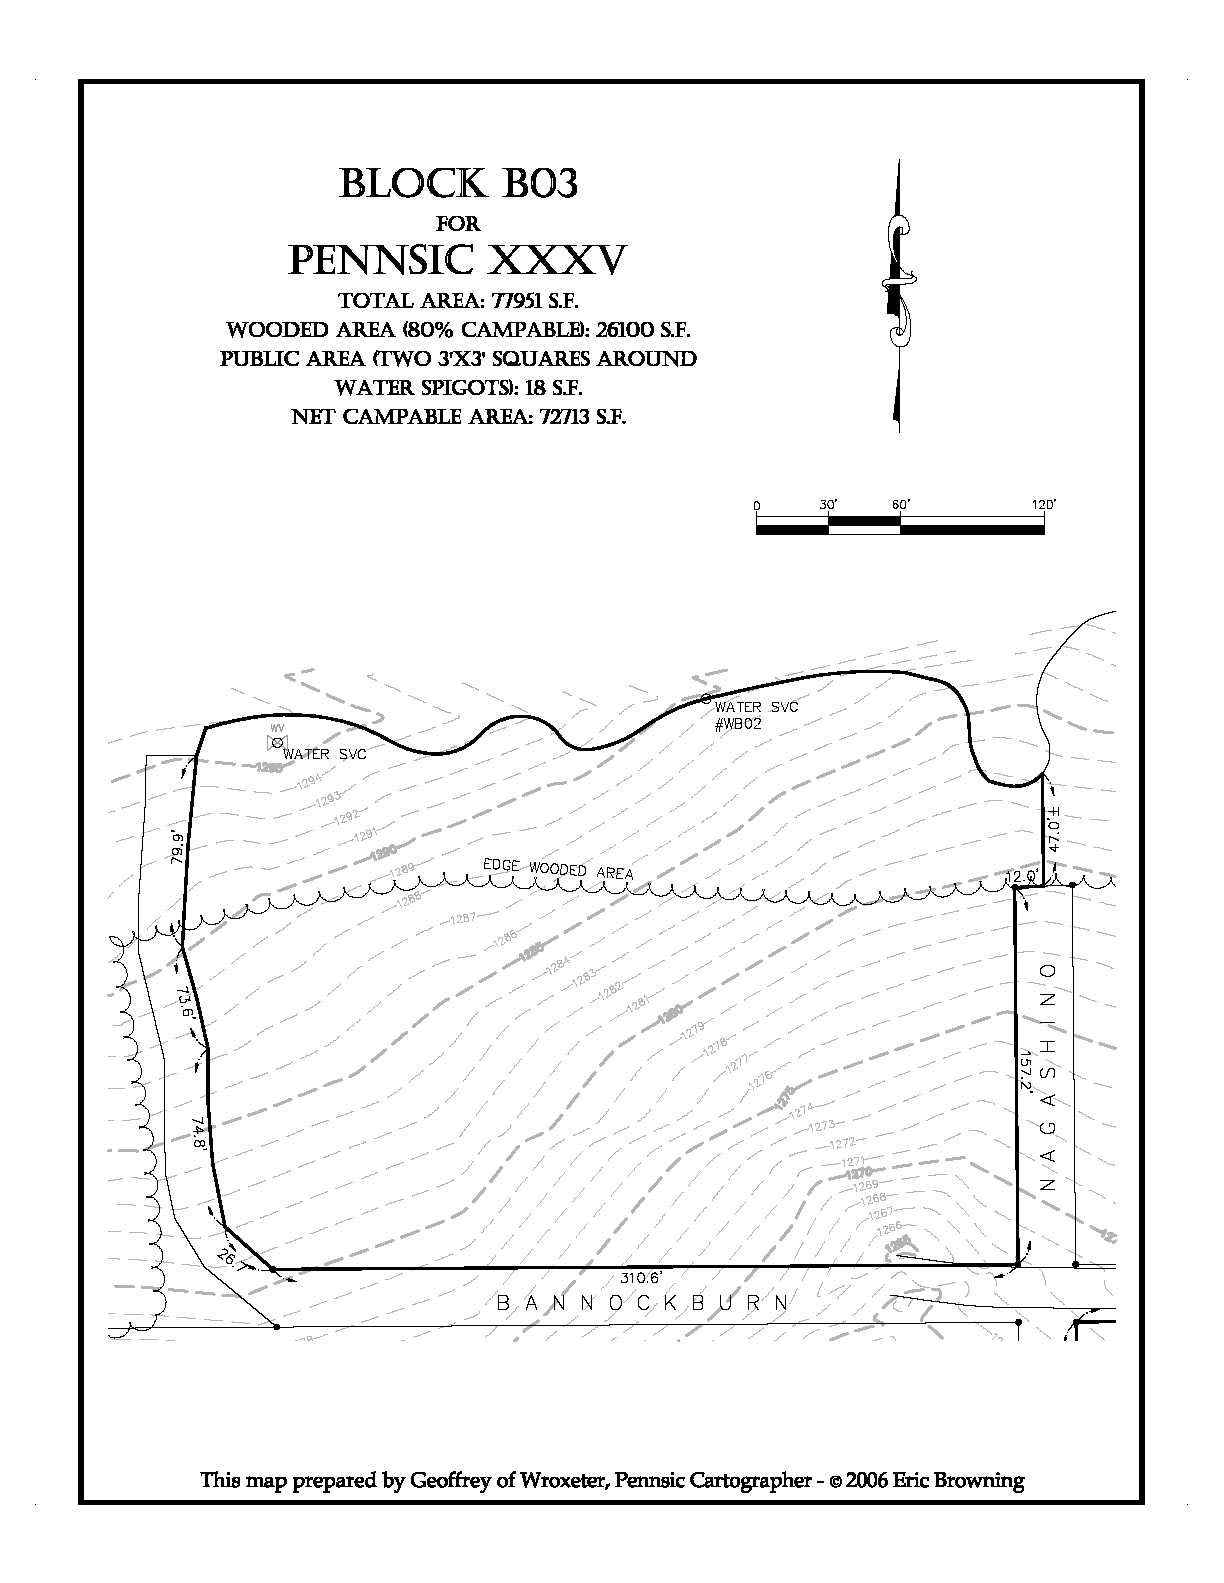 BLOCK B03
FOR
PENNSIC XXXV
TOTAL AREA: 77951 S.F.
WOODED AREA (80% CAMPABLE): 26100 S.F.
PUBLIC AREA (TWO 3'X3' SQUARES AROUND
WATER SPIGOTS): 18 S.F.
NET CAMPABLE AREA: 72713 S.F.
0 30' 60' 120'
WATER SVC
#WB02
WV
WATER SVC
1295
1294
1293
1292
1291
1290
1289
1288
1287
1286
1285
1284
1283
1282
1281
1280
1279
1278
1277
1276
1275
1274
1273
1272
1271
1270
1269
1268
1267
1266
1265
79.9'
EDGE WOODED AREA
47.0'±
12.0'
73.6'
74.8'
26.7'
157.2'
NAGASHINO
310.6'
BANNOCKBURN
This map prepared by Geoffrey of Wroxeter, Pennsic Cartographer - © 2006 Eric Browning